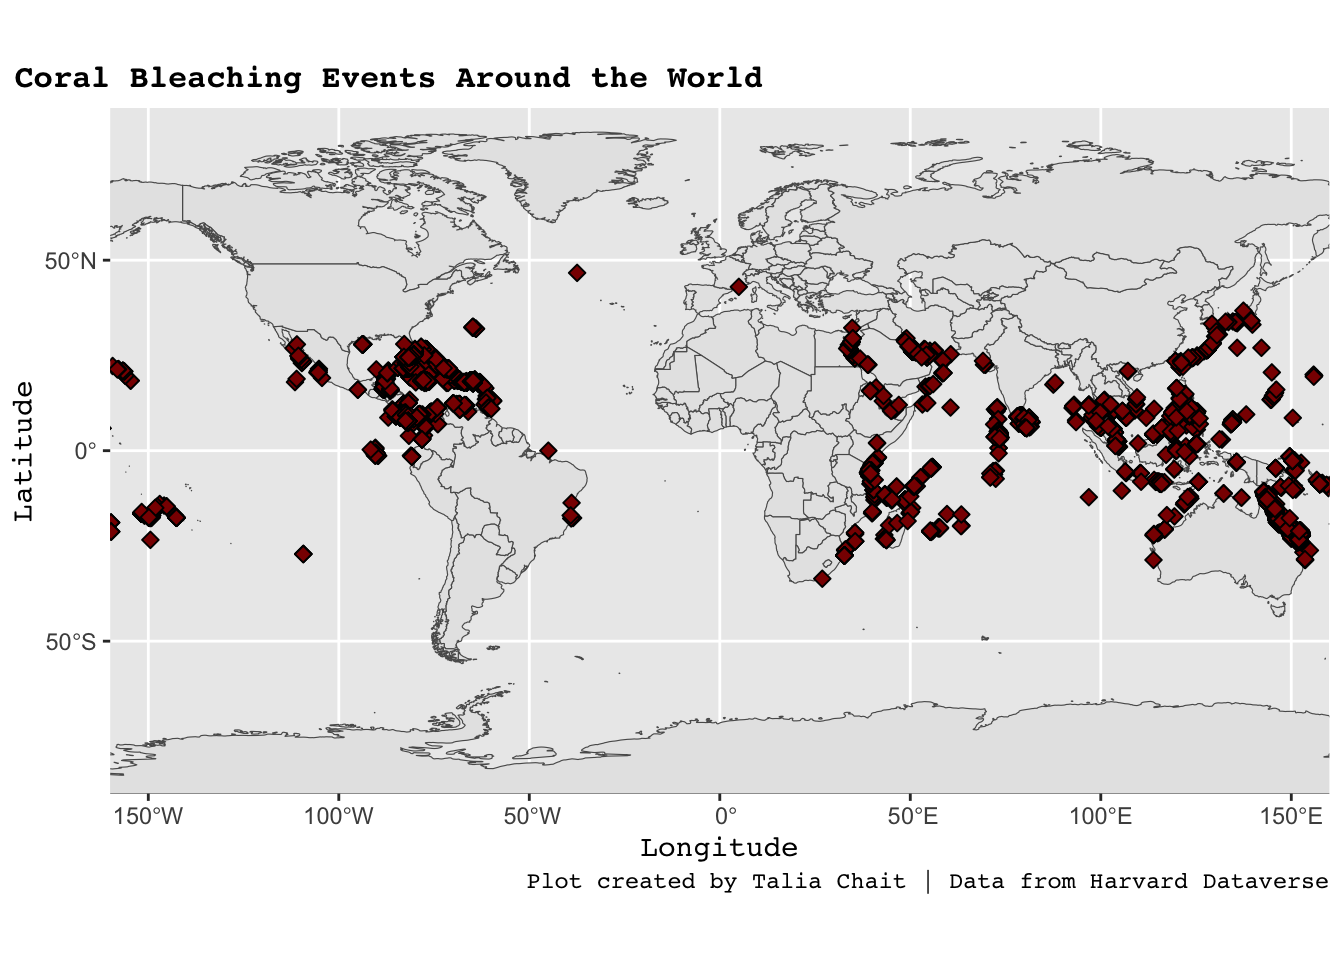 Coral Bleaching Events Around the World
Latitude
50°N
0°
50°S
150°W 100°W 50°W 0° 50°E 100°E 150°E
Longitude
Plot created by Talia Chait | Data from Harvard Dataverse